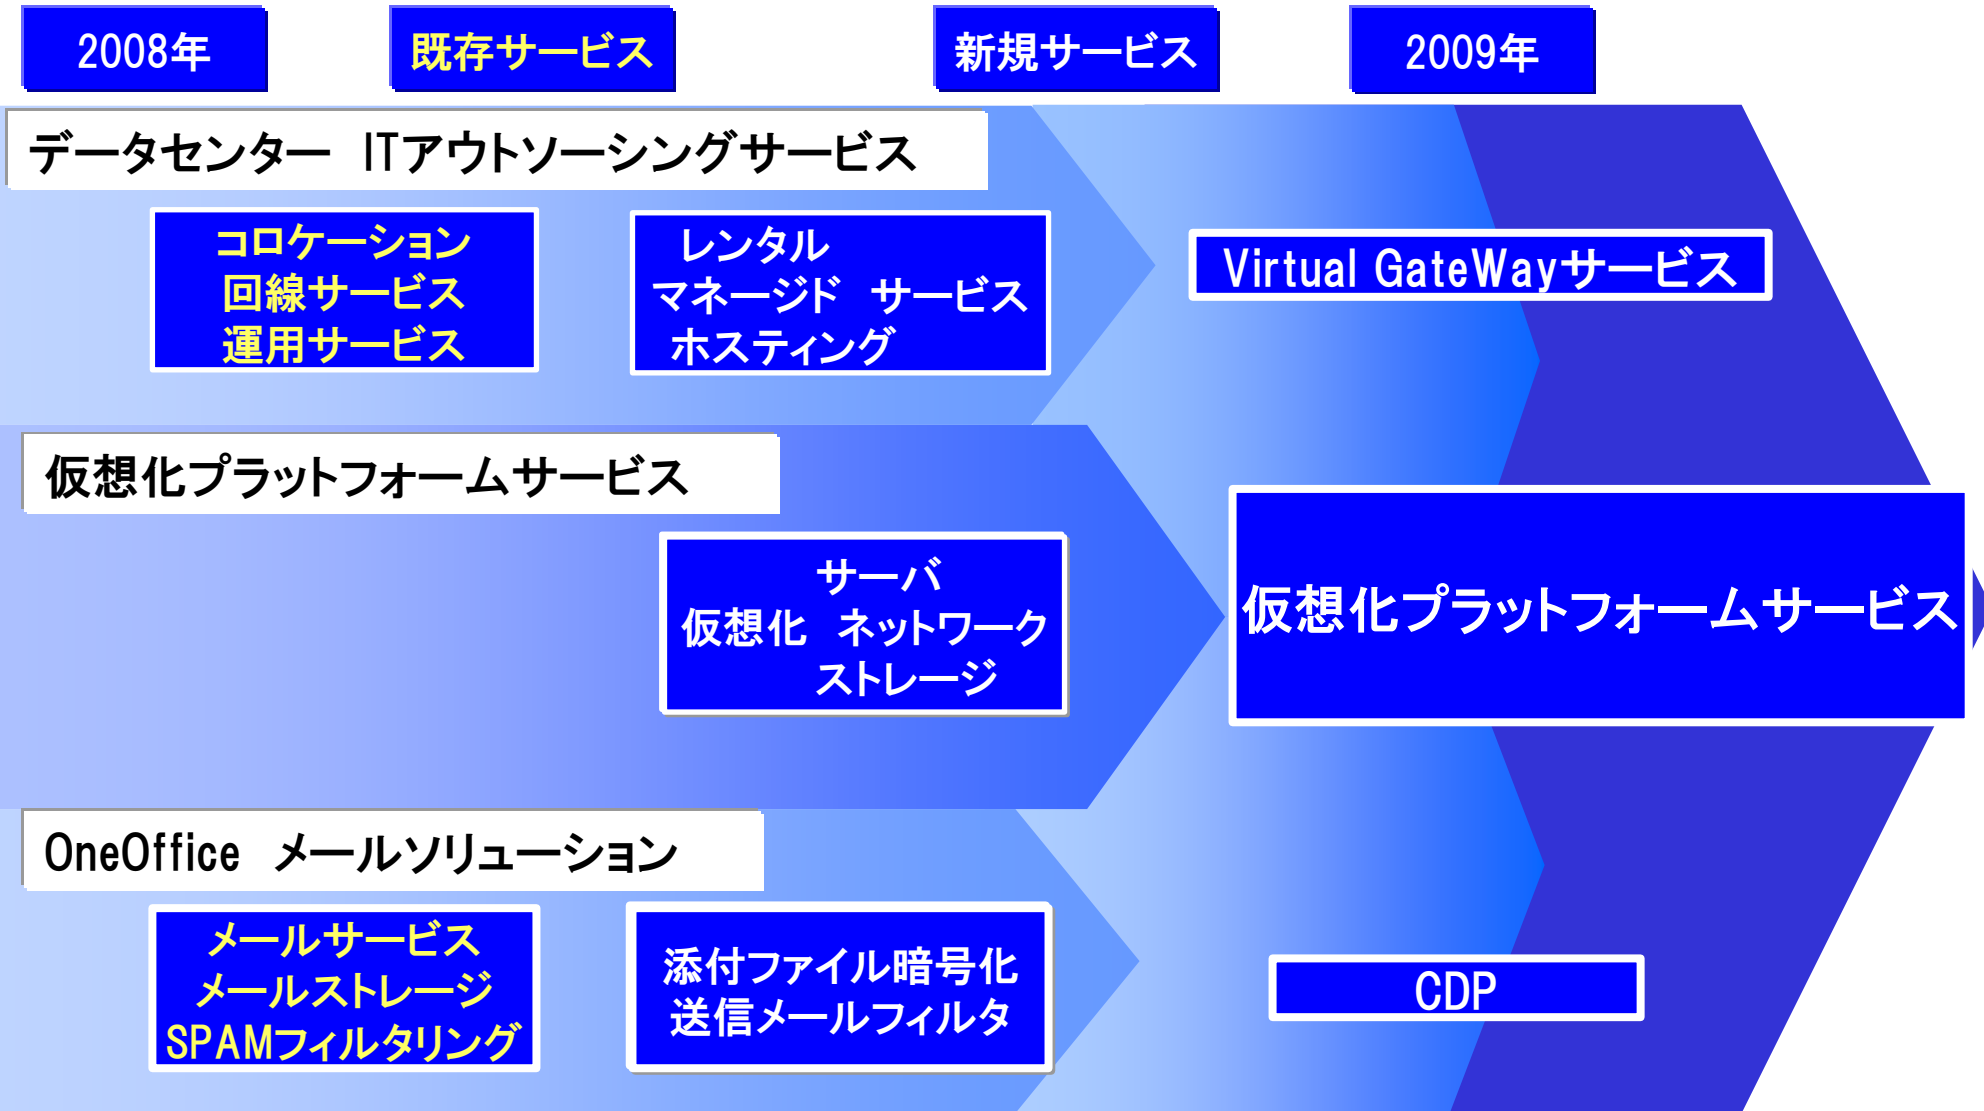 2008年
既存サービス
新規サービス
2009年
データセンター ITアウトソーシングサービス
コロケーション
回線サービス
運用サービス
レンタル
マネージド サービス
ホスティング
Virtual GateWayサービス
仮想化プラットフォームサービス
サーバ
仮想化 ネットワーク
ストレージ
仮想化プラットフォームサービス
OneOffice メールソリューション
メールサービス
メールストレージ
SPAMフィルタリング
添付ファイル暗号化
送信メールフィルタ
CDP